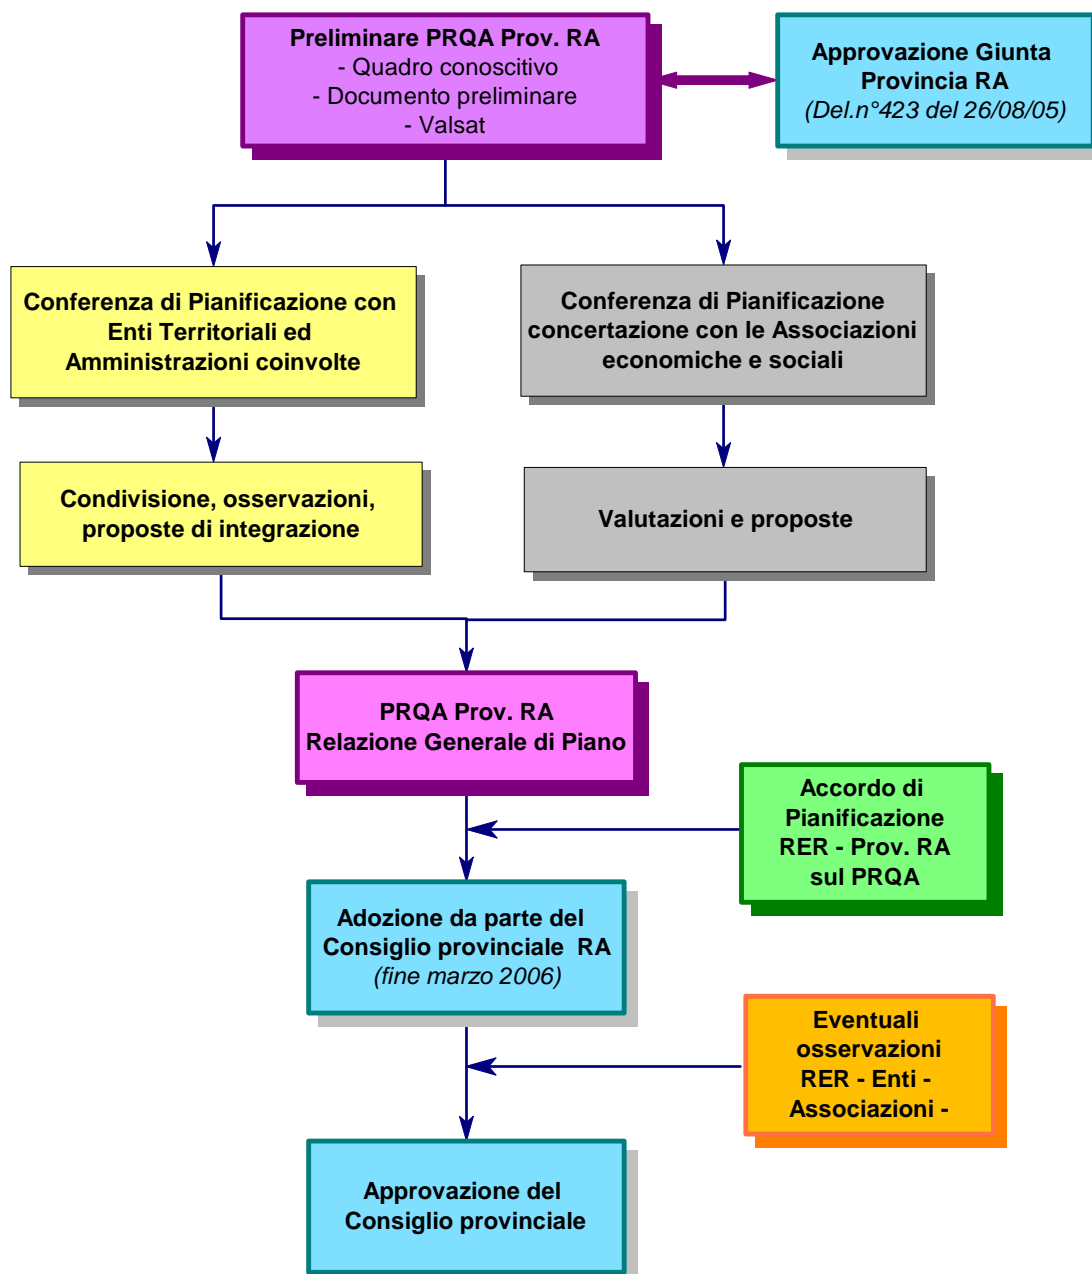 Preliminare PRQA Prov. RA
- Quadro conoscitivo
- Documento preliminare
- Valsat
Approvazione Giunta
Provincia RA
(Del.n°423 del 26/08/05)
Conferenza di Pianificazione con
Enti Territoriali ed
Amministrazioni coinvolte
Conferenza di Pianificazione
concertazione con le Associazioni
economiche e sociali
Condivisione, osservazioni,
proposte di integrazione
Valutazioni e proposte
PRQA Prov. RA
Relazione Generale di Piano
Accordo di
Pianificazione
RER - Prov. RA
sul PRQA
Adozione da parte del
Consiglio provinciale RA
(fine marzo 2006)
Eventuali
osservazioni
RER - Enti -
Associazioni -
Approvazione del
Consiglio provinciale